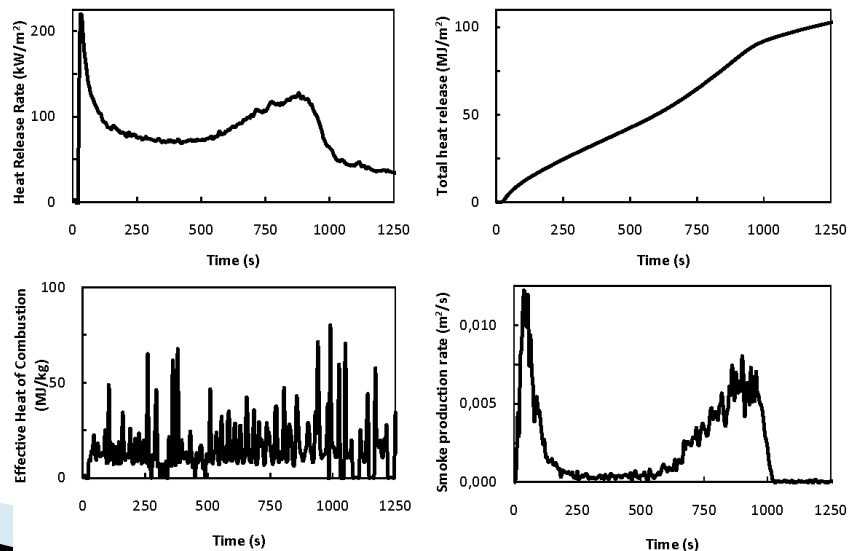 Heat Release Rate (kW/m²)
200
100
0
0 250 500 750 1000 1250
Time (s)
Total heat release (MJ/m²)
100
50
0
0 250 500 750 1000 1250
Time (s)
Effective Heat of Combustion
(MJ/kg)
100
50
0
0 250 500 750 1000 1250
Time (s)
Smoke production rate (m²/s)
0,010
0,005
0,000
0 250 500 750 1000 1250
Time (s)